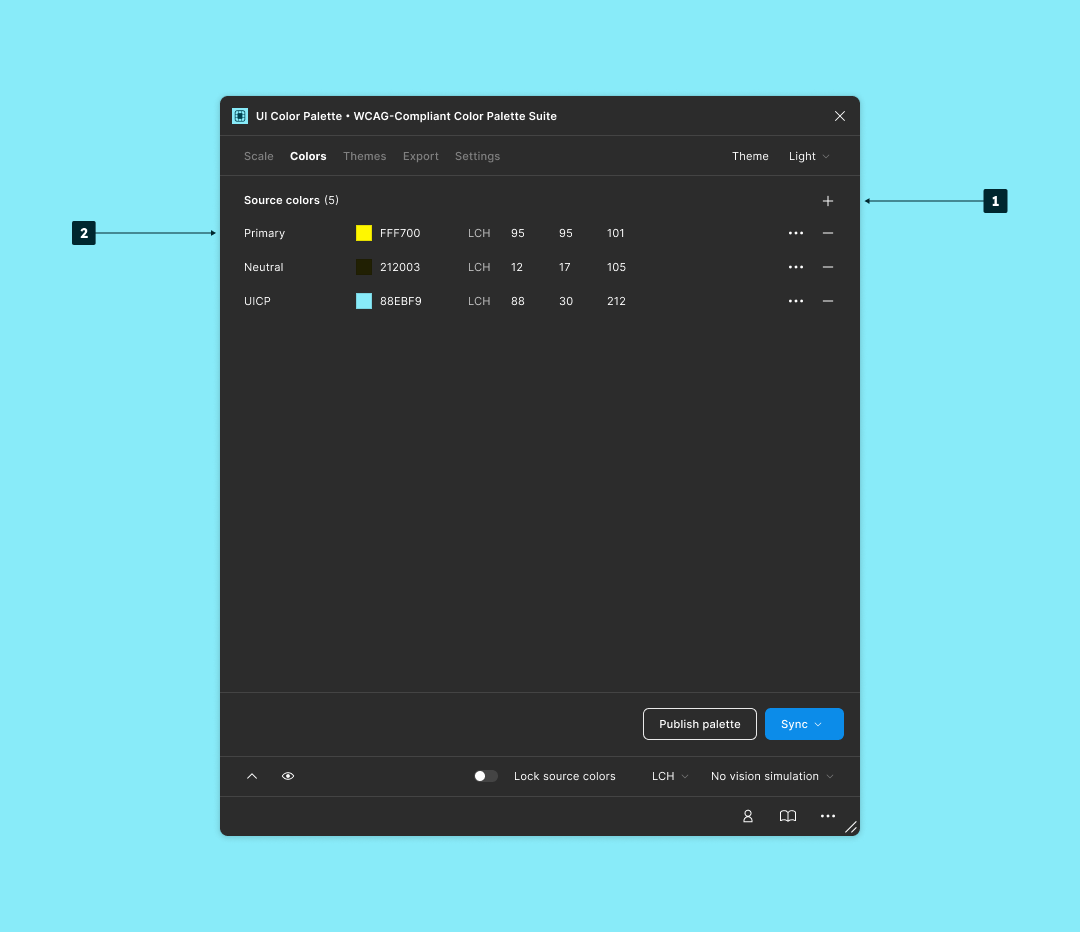 UI Color Palette • WCAG-Compliant Color Palette Suite
Scale Colors Themes Export Settings Theme Light
Source colors (5)
1
2
Primary FFF700 LCH 95 95 101
Neutral 212003 LCH 12 17 105
UICP 88EBF9 LCH 88 30 212
Publish palette Sync
Lock source colors LCH No vision simulation